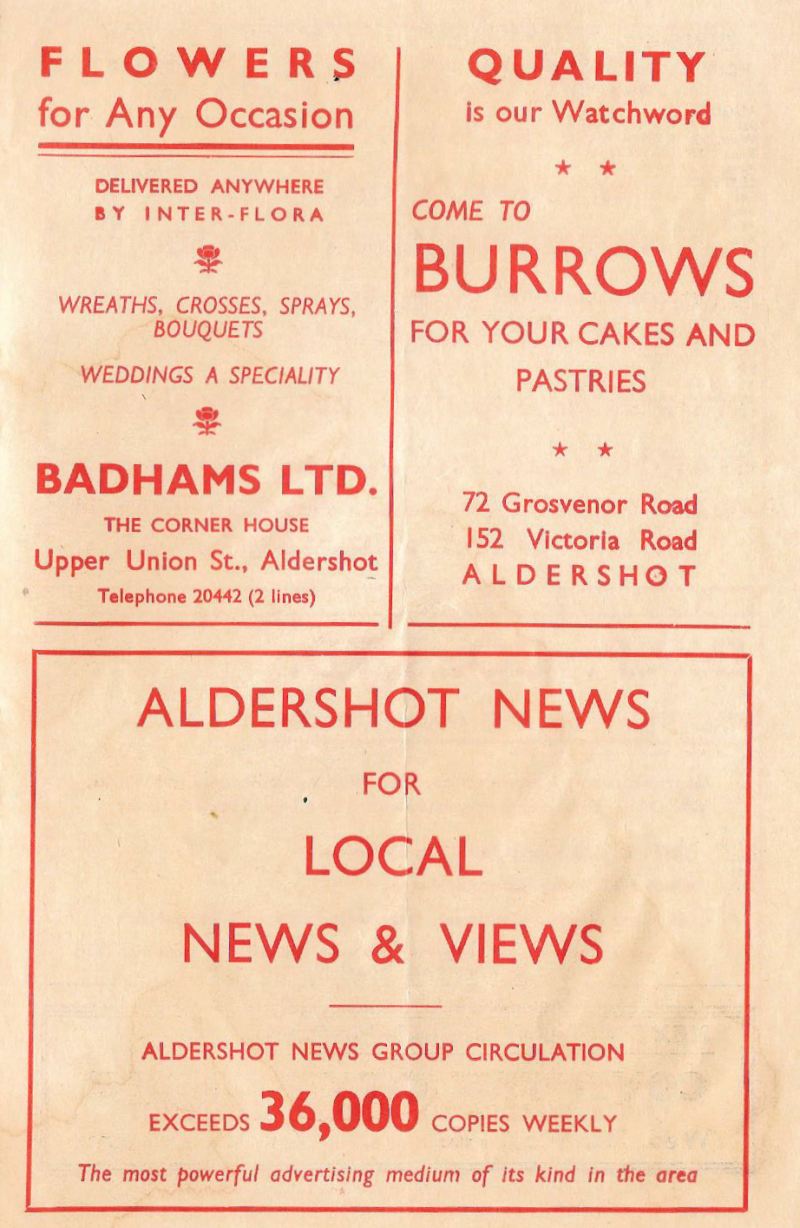 FLOWERS
for Any Occasion
DELIVERED ANYWHERE
BY INTER-FLORA
WREATHS, CROSSES, SPRAYS,
BOUQUETS
WEDDINGS A SPECIALITY
BADHAMS LTD.
THE CORNER HOUSE
Upper Union St., Aldershot
Telephone 20442 (2 lines)
QUALITY
is our Watchword
COME TO
BURROWS
FOR YOUR CAKES AND
PASTRIES
72 Grosvenor Road
152 Victoria Road
ALDERSHOT
ALDERSHOT NEWS
FOR
LOCAL
NEWS & VIEWS
ALDERSHOT NEWS GROUP CIRCULATION
EXCEEDS 36,000 COPIES WEEKLY
The most powerful advertising medium of its kind in the area